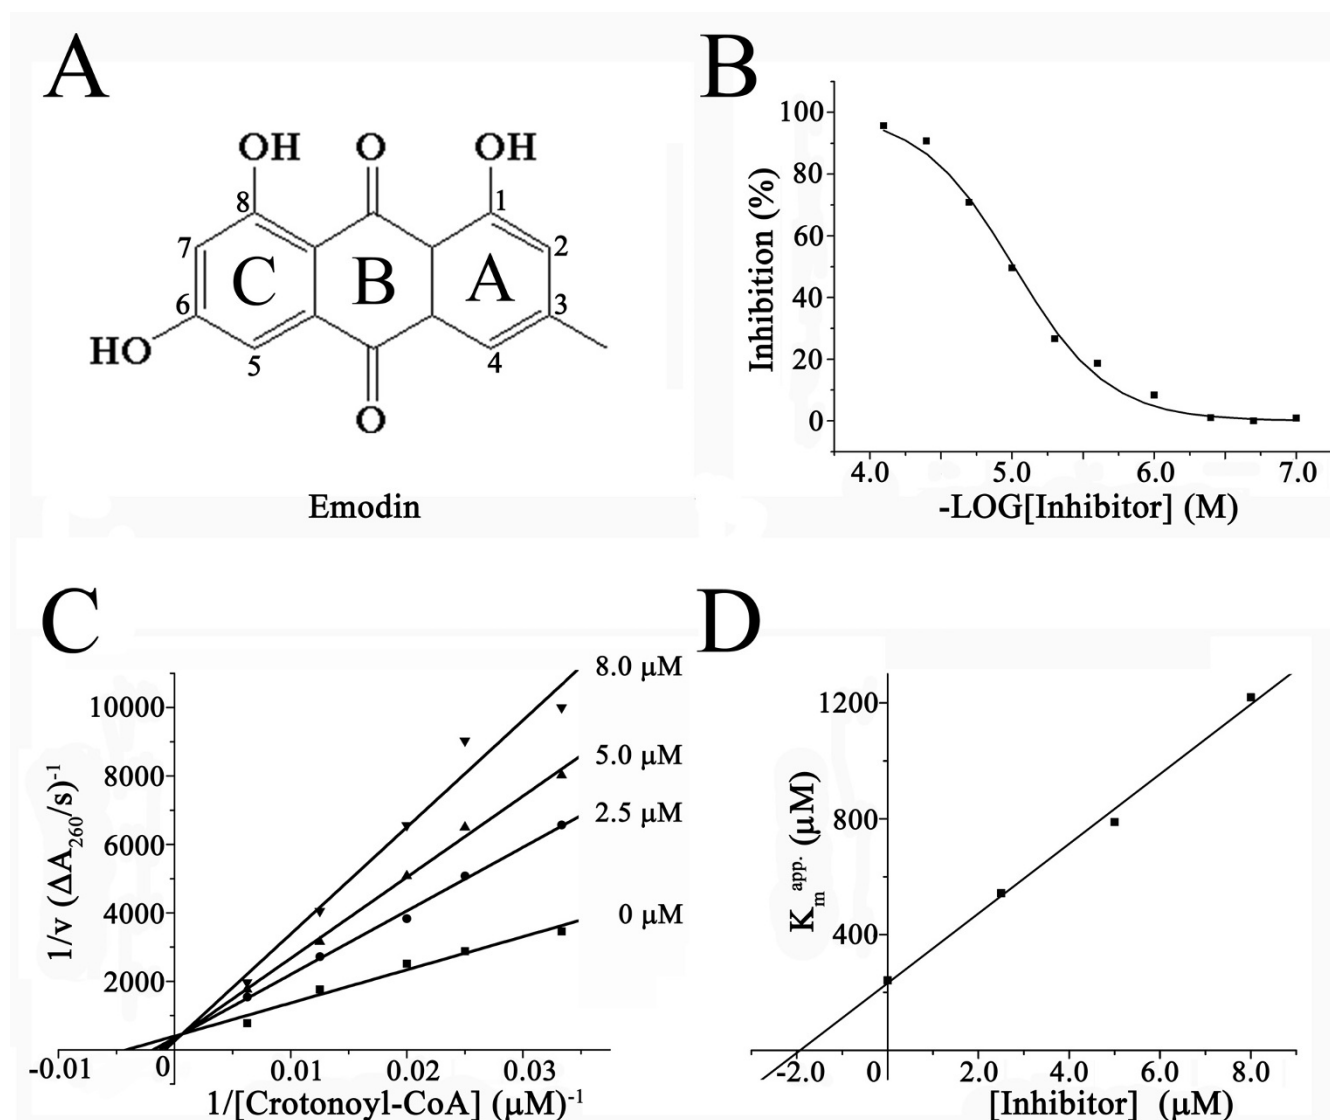 A
OH O OH
8 1
7 2
C B A
6 3
HO
5 4
O
Emodin
B
Inhibition (%)
100
80
60
40
20
0
4.0 5.0 6.0 7.0
-LOG[Inhibitor] (M)
C
1/v (ΔA260/s)-1
10000
8000
6000
4000
2000
8.0 μM
5.0 μM
2.5 μM
0 μM
-0.01 0 0.01 0.02 0.03
1/[Crotonoyl-CoA] (μM)-1
D
Kmapp. (μM)
1200
800
400
-2.0 0 2.0 4.0 6.0 8.0
[Inhibitor] (μM)